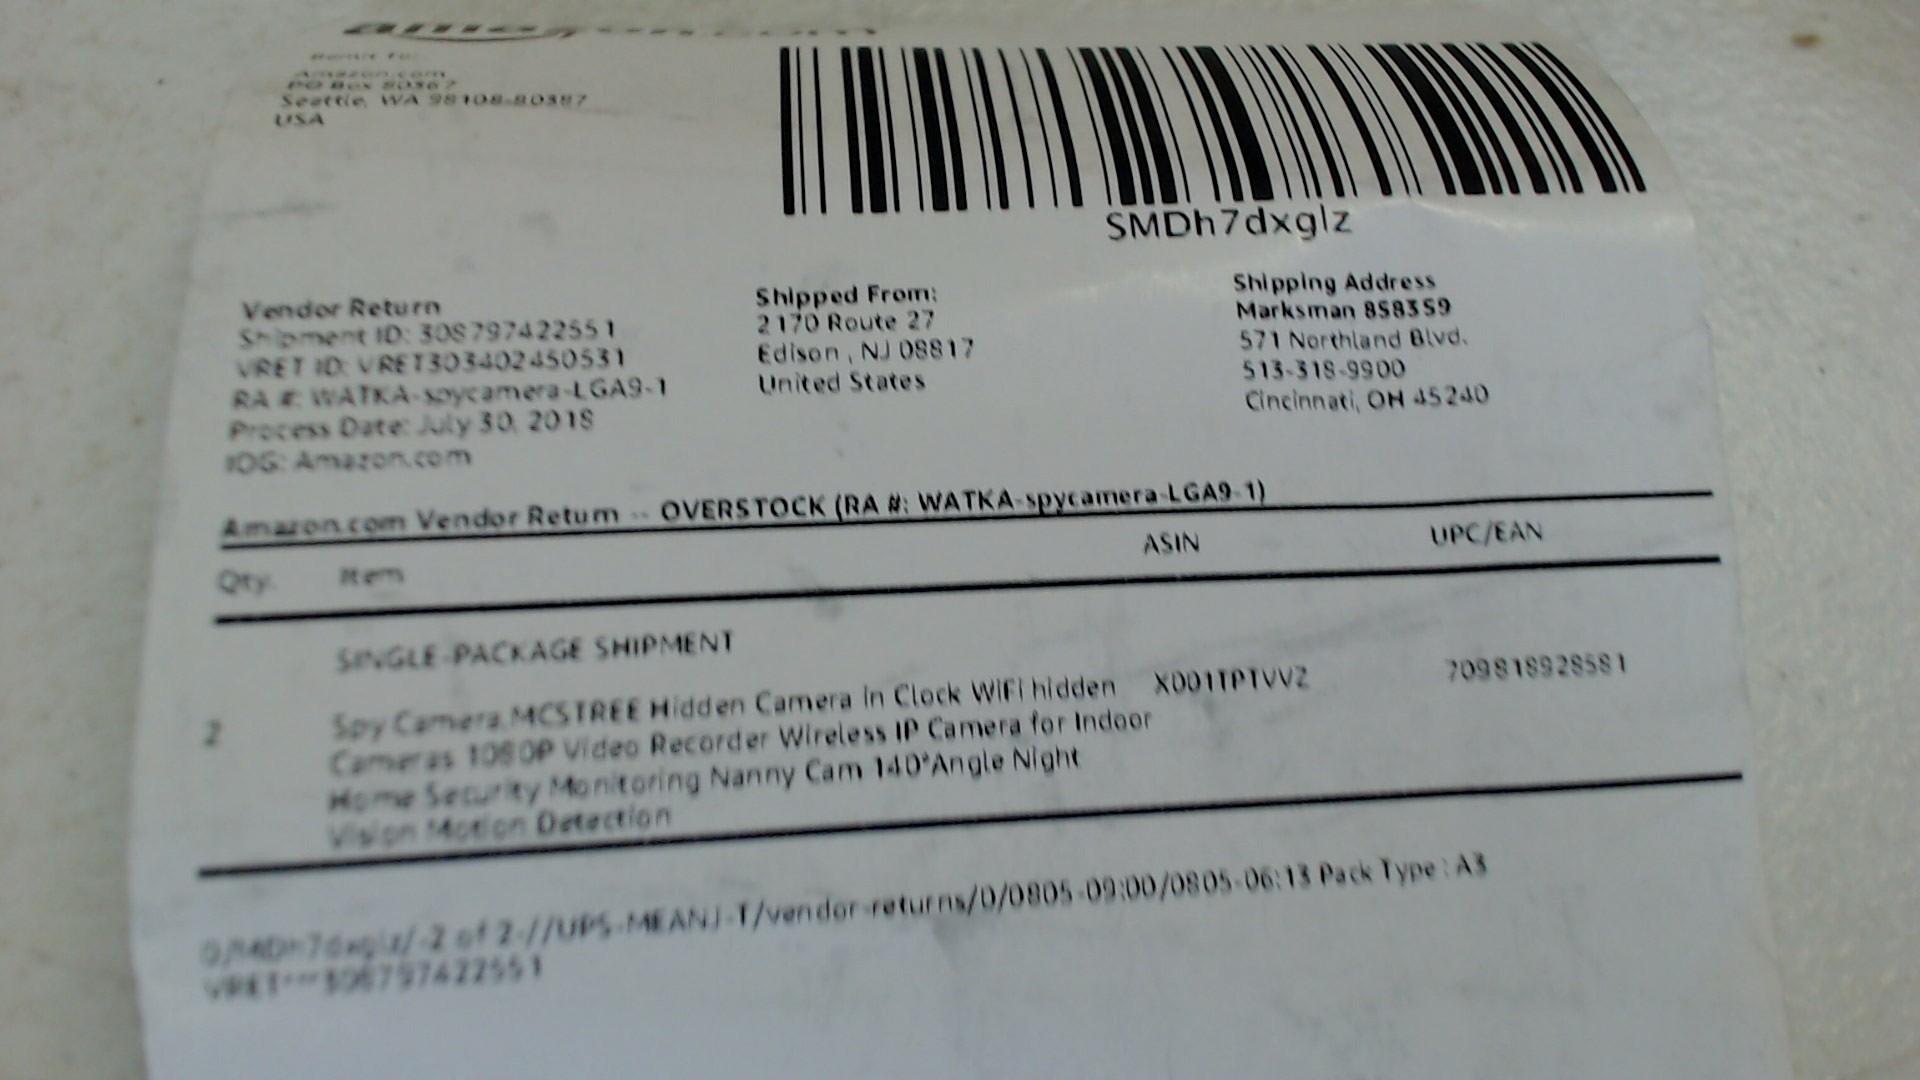 amazon.com
Remit to:
Amazon.com
PO Box 80387
Seattle, WA 98108-80387
USA
SMDh7dxglz
Vendor Return
Shipment ID: 308797422551
VRET ID: VRET303402450531
RA #: WATKA-spycamera-LGA9-1
Process Date: July 30, 2018
IOG: Amazon.com
Shipped From:
2170 Route 27
Edison , NJ 08817
United States
Shipping Address
Marksman 858359
571 Northland Blvd.
513-318-9900
Cincinnati, OH 45240
Amazon.com Vendor Return -- OVERSTOCK (RA #: WATKA-spycamera-LGA9-1)
Qty. Item ASIN UPC/EAN
SINGLE-PACKAGE SHIPMENT
2 Spy Camera,MCSTREE Hidden Camera in Clock WiFi hidden X001TPTVVZ 709818928581
Cameras 1080P Video Recorder Wireless IP Camera for Indoor
Home Security Monitoring Nanny Cam 140°Angle Night
Vision Motion Detection
/-2 of 2-//UPS-MEANJ-T/vendor-returns/0/0805-09:00/0805-06:13 Pack Type : A3
VRET***308797422551